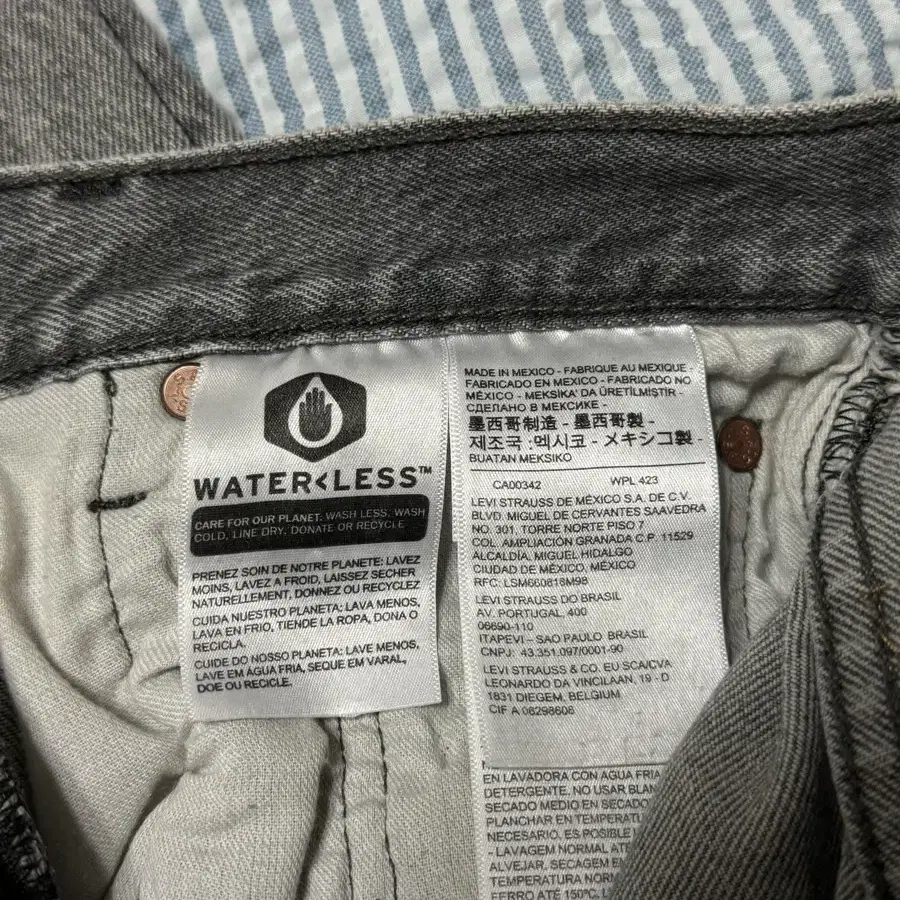 WATER<LESS™
CARE FOR OUR PLANET: WASH LESS, WASH
COLD, LINE DRY, DONATE OR RECYCLE
PRENEZ SOIN DE NOTRE PLANETE: LAVEZ
MOINS, LAVEZ A FROID, LAISSEZ SECHER
NATURELLEMENT, DONNEZ OU RECYCLEZ
CUIDA NUESTRO PLANETA: LAVA MENOS,
LAVA EN FRIO, TIENDE LA ROPA, DONA O
RECICLA.
CUIDE DO NOSSO PLANETA: LAVE MENOS,
LAVE EM AGUA FRIA, SEQUE EM VARAL,
DOE OU RECICLE.
MADE IN MEXICO - FABRIQUE AU MEXIQUE -
FABRICADO EN MEXICO - FABRICADO NO
MÉXICO - MEKSIKA' DA ÜRETİLMİŞTİR -
СДЕЛАНО В МЕКСИКЕ -
墨西哥制造 - 墨西哥製 -
제조국 :멕시코 - メキシコ製 -
BUATAN MEKSIKO
CA00342 WPL 423
LEVI STRAUSS DE MÉXICO S.A. DE C.V.
BLVD. MIGUEL DE CERVANTES SAAVEDRA
NO. 301, TORRE NORTE PISO 7
COL. AMPLIACIÓN GRANADA C.P. 11529
ALCALDÍA. MIGUEL HIDALGO
CIUDAD DE MÉXICO, MÉXICO
RFC: LSM660818M98
LEVI STRAUSS DO BRASIL
AV. PORTUGAL, 400
06690-110
ITAPEVI – SAO PAULO BRASIL
CNPJ: 43.351.097/0001-90
LEVI STRAUSS & CO. EU SCA/CVA
LEONARDO DA VINCILAAN, 19 - D
1831 DIEGEM, BELGIUM
CIF A 08298608
EN LAVADORA CON AGUA FRIA
DETERGENTE. NO USAR BLAN
SECADO MEDIO EN SECADO
PLANCHAR EN TEMPERATU
NECESARIO, ES POSIBLE
- LAVAGEM NORMAL ATÉ
ALVEJAR, SECAGEM EM
TEMPERATURA NORM
FERRO ATÉ 150ºC,